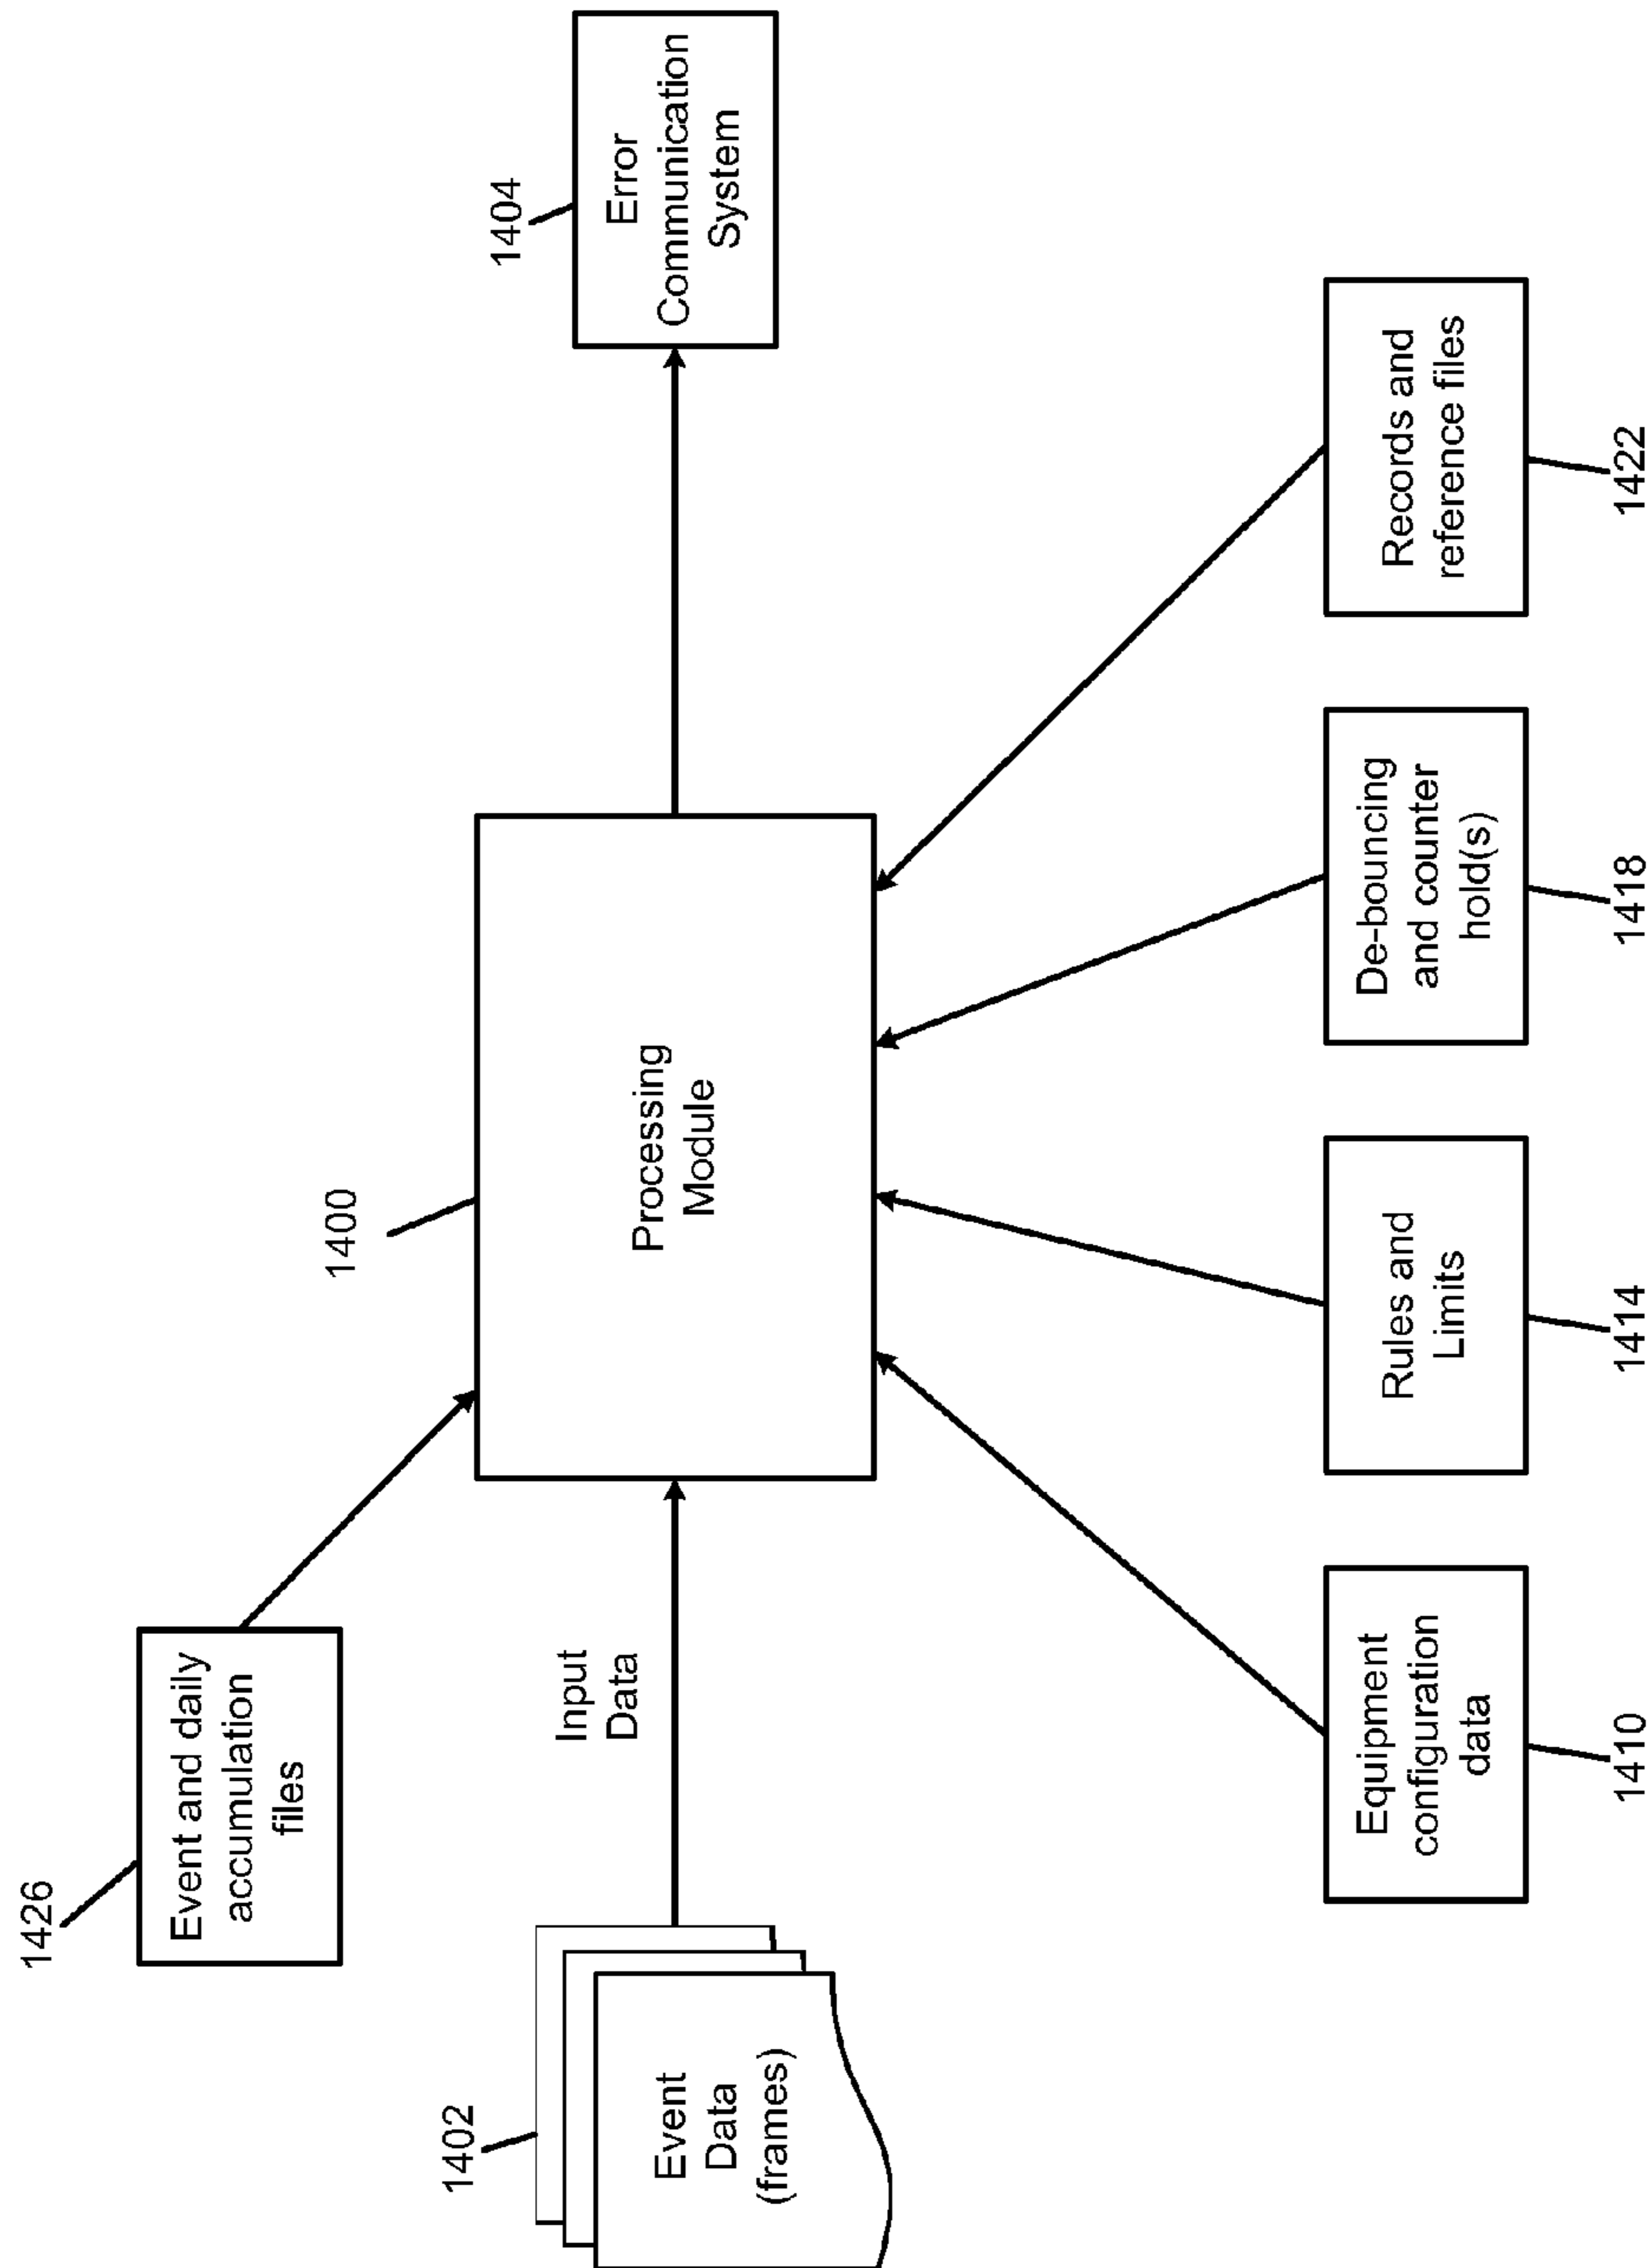 1426
Event and daily
accumulation
files
1402
Event
Data
(frames)
Input
Data
1400
Processing
Module
1404
Error
Communication
System
Equipment
configuration
data
1410
Rules and
Limits
1414
De-bouncing
and counter
hold(s)
1418
Records and
reference files
1422